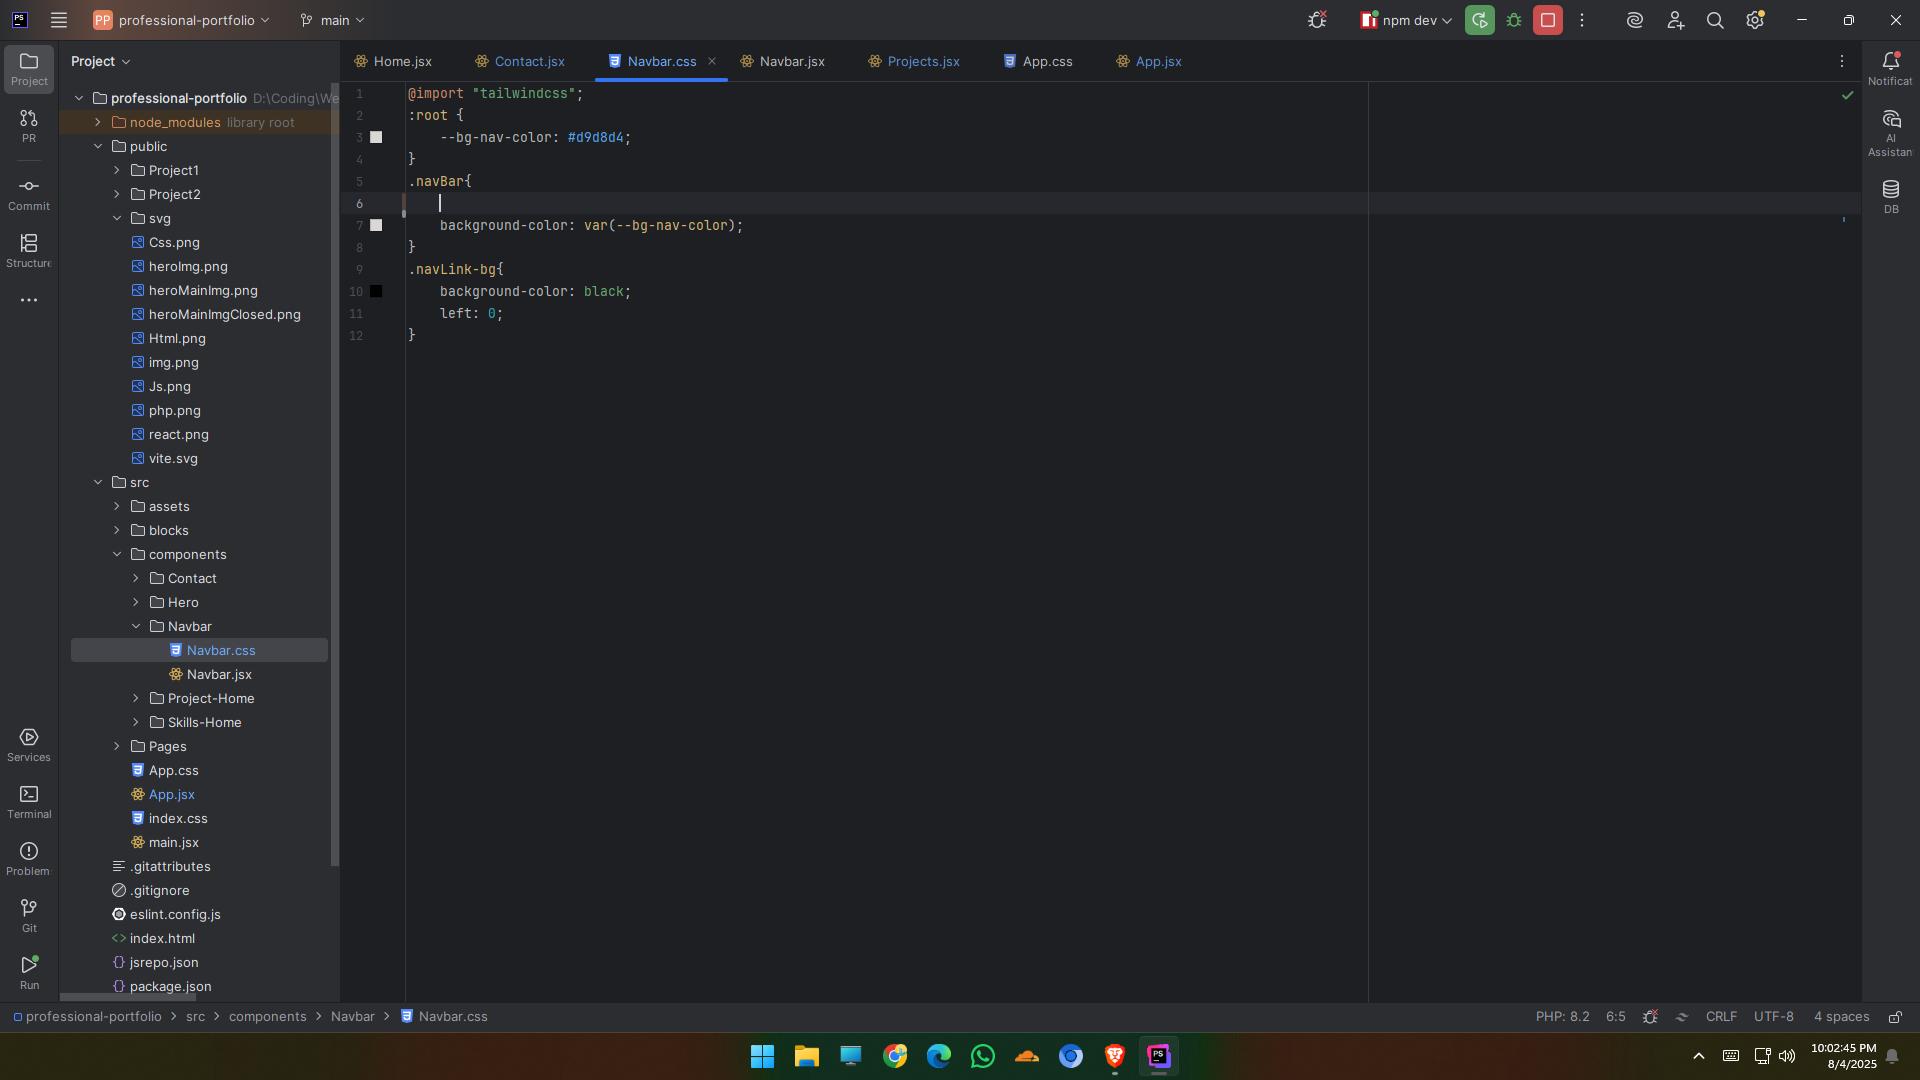 PS
PP professional-portfolio
main
npm dev
Project
PR
Commit
Structure
Services
Terminal
Problem
Git
Run
Project
professional-portfolio D:\Coding\We
node_modules library root
public
Project1
Project2
svg
Css.png
heroImg.png
heroMainImg.png
heroMainImgClosed.png
Html.png
img.png
Js.png
php.png
react.png
vite.svg
src
assets
blocks
components
Contact
Hero
Navbar
Navbar.css
Navbar.jsx
Project-Home
Skills-Home
Pages
App.css
App.jsx
index.css
main.jsx
.gitattributes
.gitignore
eslint.config.js
index.html
jsrepo.json
package.json
Home.jsx
Contact.jsx
Navbar.css
Navbar.jsx
Projects.jsx
App.css
App.jsx
1 @import "tailwindcss";
2 :root {
3 --bg-nav-color: #d9d8d4;
4 }
5 .navBar{
6
7 background-color: var(--bg-nav-color);
8 }
9 .navLink-bg{
10 background-color: black;
11 left: 0;
12 }
Notificat
AI
Assistan
DB
professional-portfolio > src > components > Navbar > Navbar.css
PHP: 8.2 6:5 CRLF UTF-8 4 spaces
PS
10:02:45 PM
8/4/2025